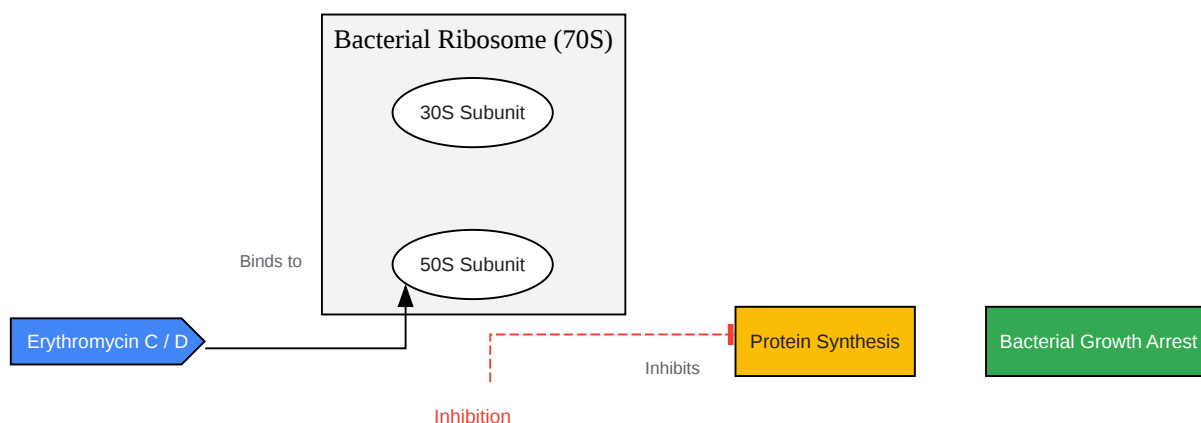 Bacterial Ribosome (70S)
30S Subunit
50S Subunit
Binds to
Erythromycin C / D
Inhibition
Inhibits
Protein Synthesis
Bacterial Growth Arrest